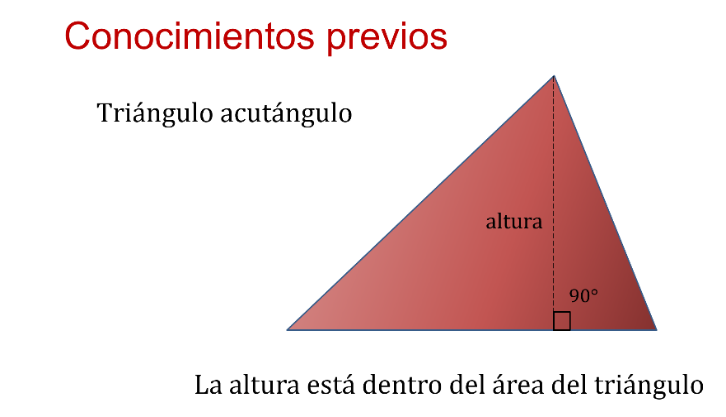 Conocimientos previos
Triángulo acutángulo
altura
90°
La altura está dentro del área del triángulo